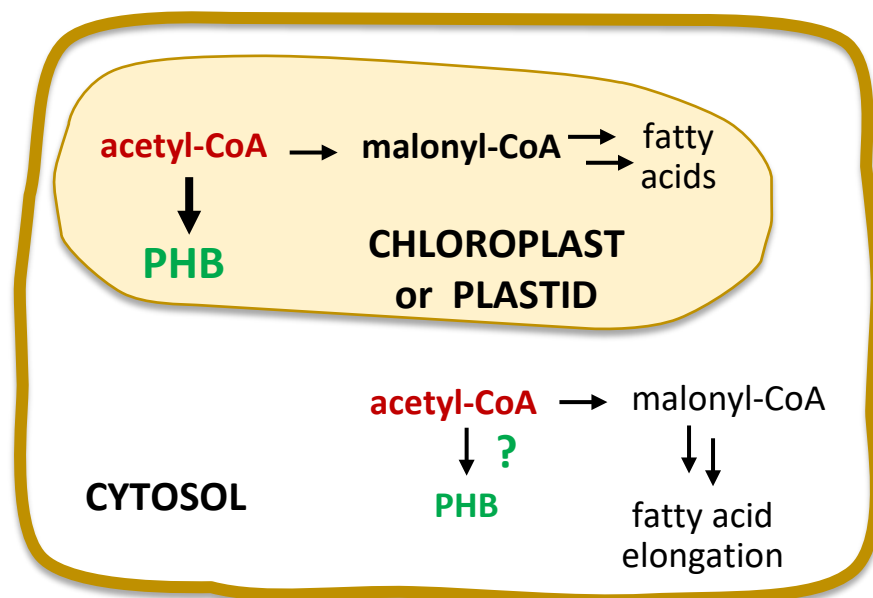 acetyl-CoA
malonyl-CoA
fatty
acids
PHB
CHLOROPLAST
or PLASTID
acetyl-CoA
malonyl-CoA
?
PHB
CYTOSOL
fatty acid
elongation